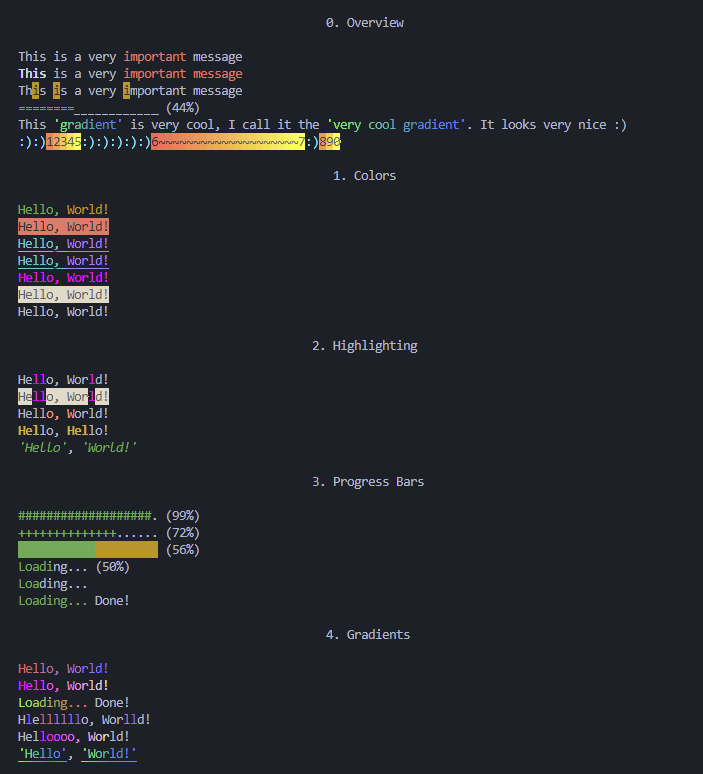 0. Overview
This is a very important message
This is a very important message
This is a very important message
========____________ (44%)
This 'gradient' is very cool, I call it the 'very cool gradient'. It looks very nice :)
:):)12345:):):):):)6~~~~~~~~~~~~~~~~~~~~7:)890
1. Colors
Hello, World!
Hello, World!
Hello, World!
Hello, World!
Hello, World!
Hello, World!
Hello, World!
2. Highlighting
Hello, World!
Hello, World!
Hello, World!
Hello, Hello!
'Hello', 'World!'
3. Progress Bars
###################. (99%)
++++++++++++++...... (72%)
(56%)
Loading... (50%)
Loading...
Loading... Done!
4. Gradients
Hello, World!
Hello, World!
Loading... Done!
Hlellllllo, Worlld!
Helloooo, World!
'Hello', 'World!'